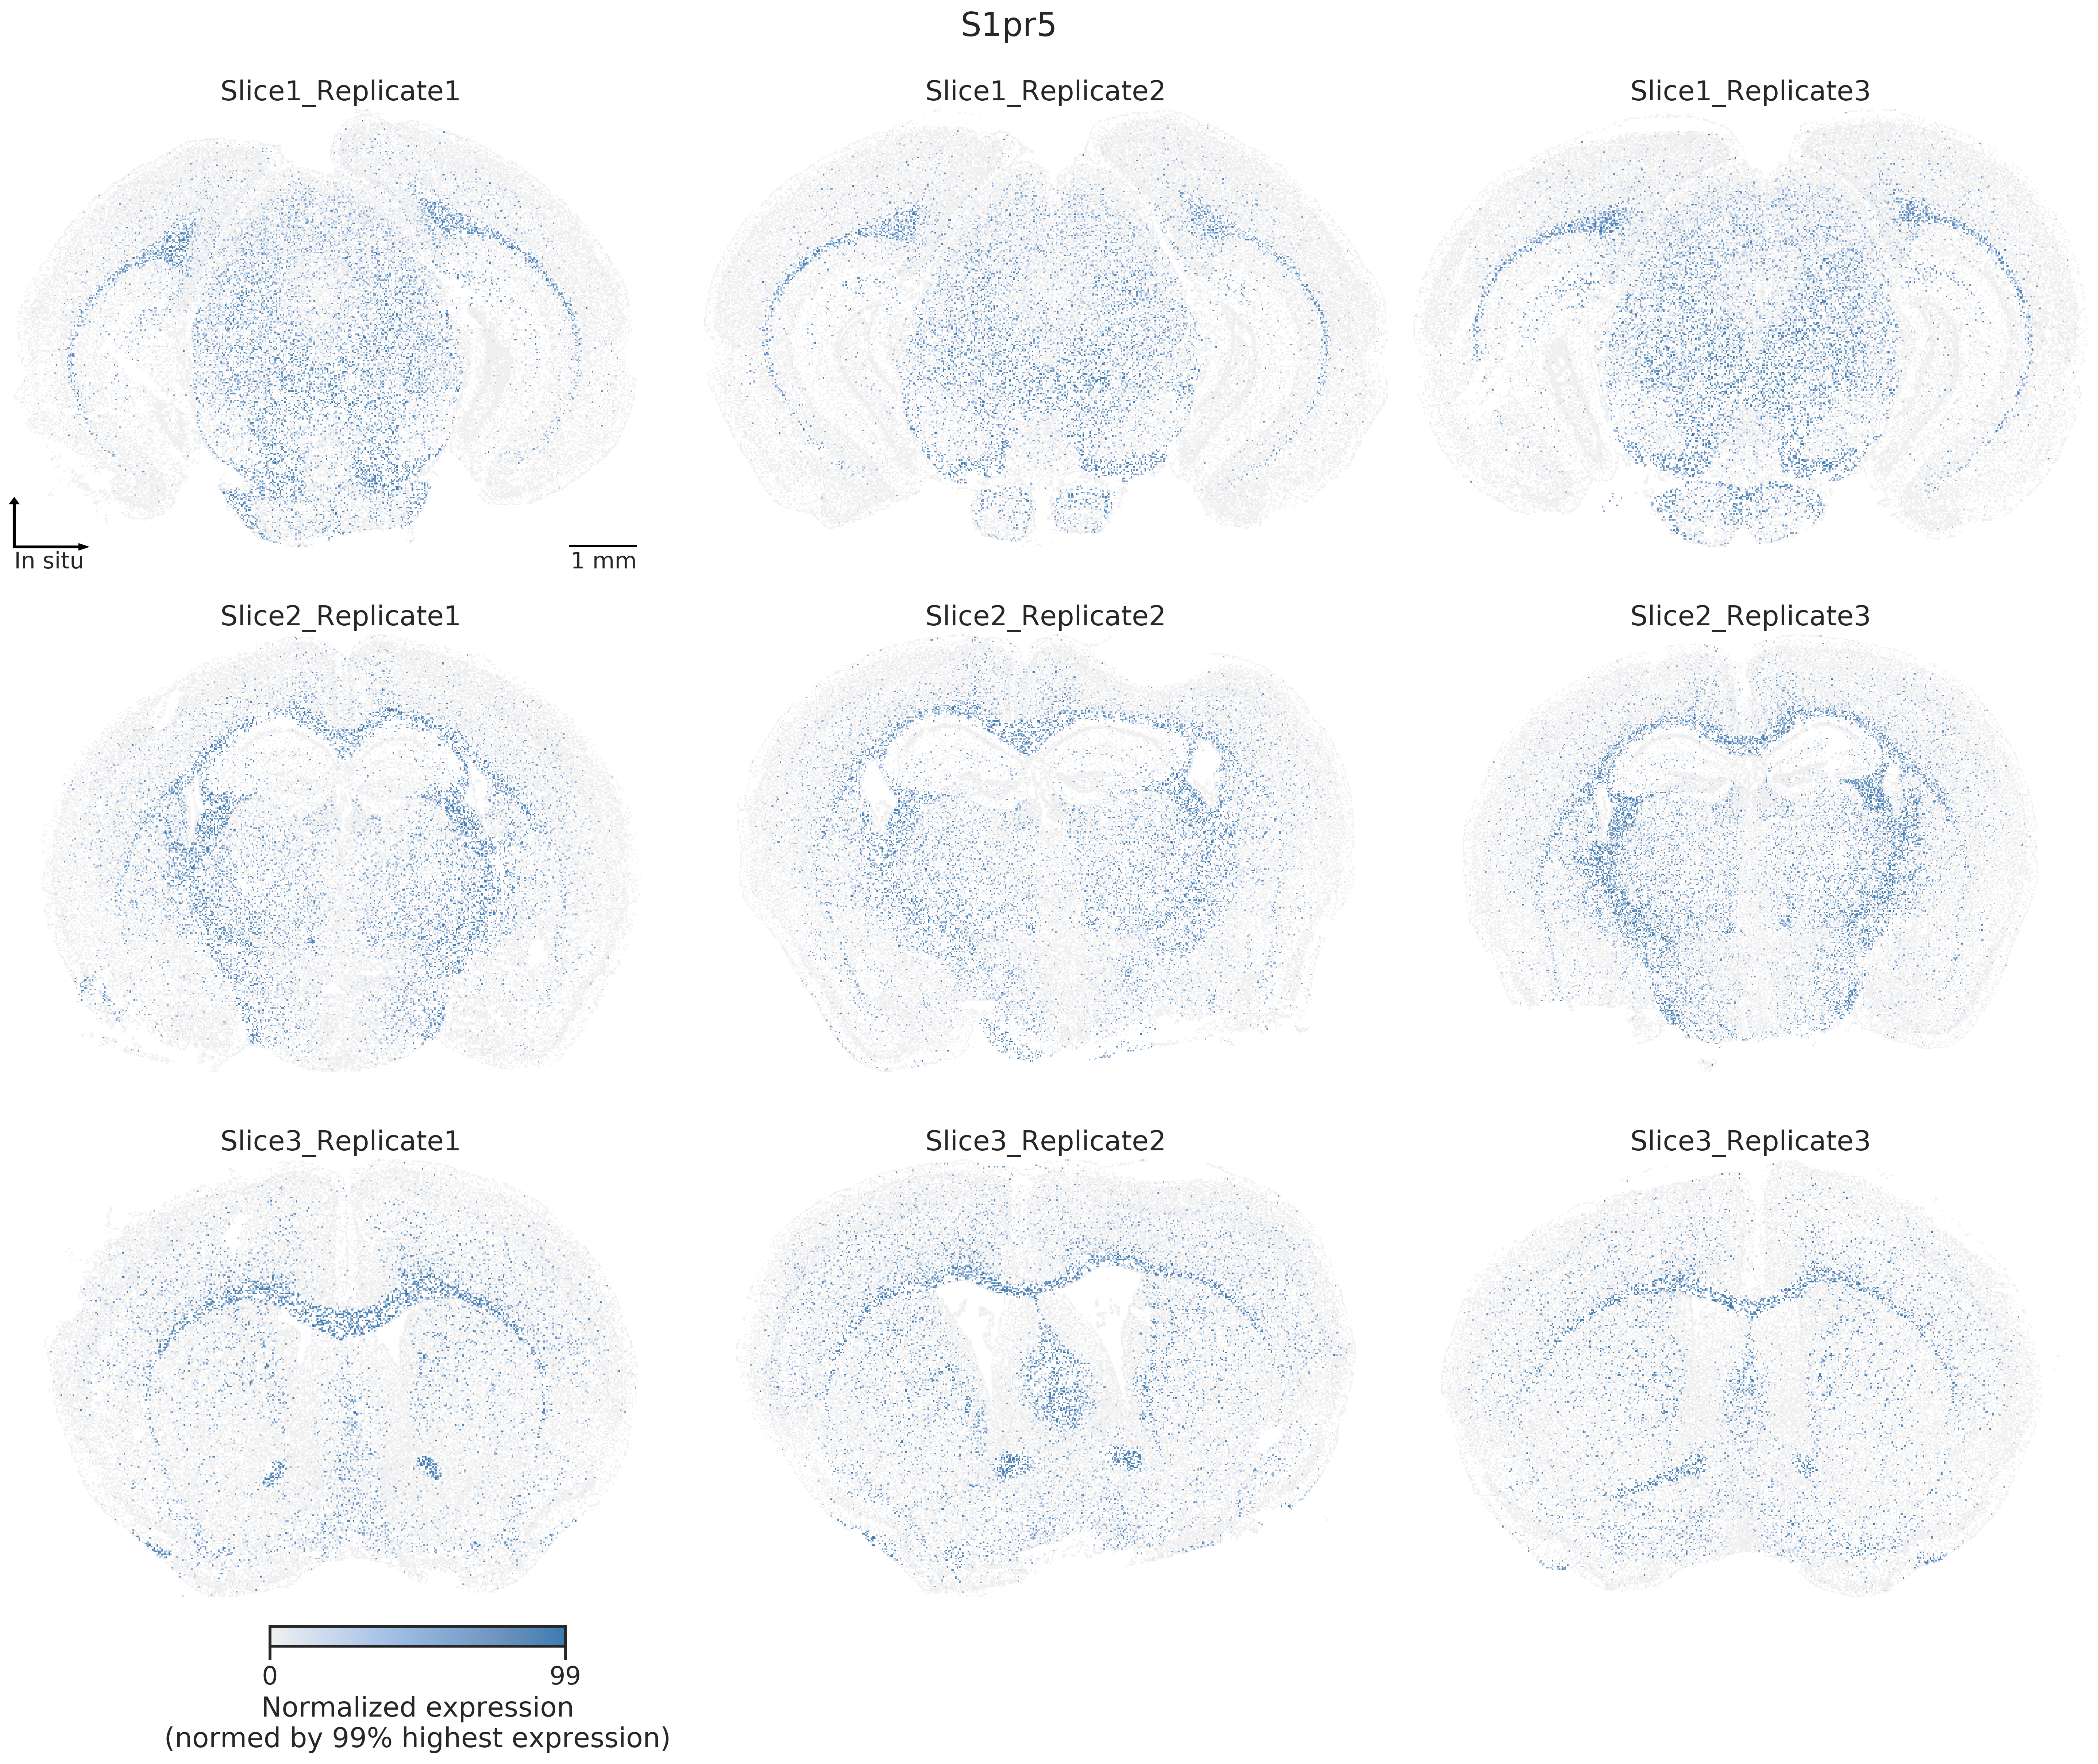 S1pr5
Slice1_Replicate1
Slice1_Replicate2
Slice1_Replicate3
In situ
1 mm
Slice2_Replicate1
Slice2_Replicate2
Slice2_Replicate3
Slice3_Replicate1
Slice3_Replicate2
Slice3_Replicate3
0
99
Normalized expression
(normed by 99% highest expression)